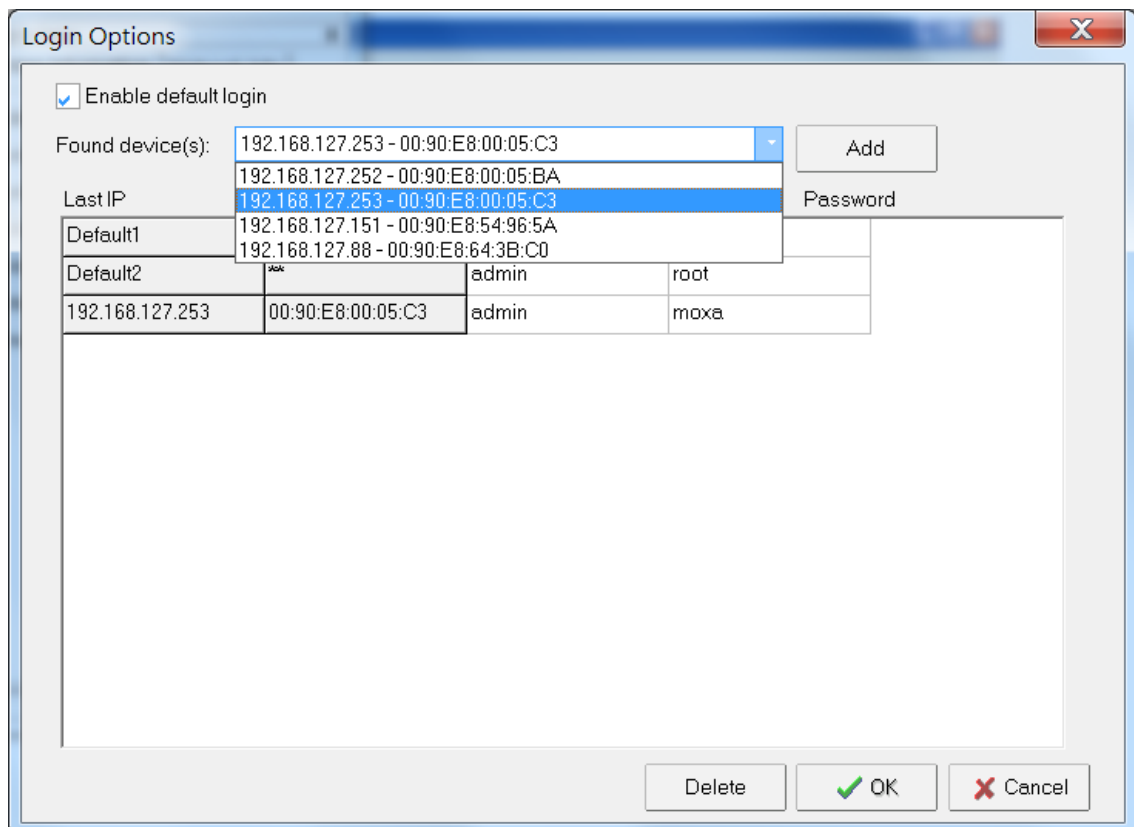 Login Options
Enable default login
Found device(s): 192.168.127.253 - 00:90:E8:00:05:C3 Add
192.168.127.252 - 00:90:E8:00:05:BA
192.168.127.253 - 00:90:E8:00:05:C3
192.168.127.151 - 00:90:E8:54:96:5A
192.168.127.88 - 00:90:E8:64:3B:C0
Last IP Password
Default1
Default2 ** admin root
192.168.127.253 00:90:E8:00:05:C3 admin moxa
Delete OK Cancel